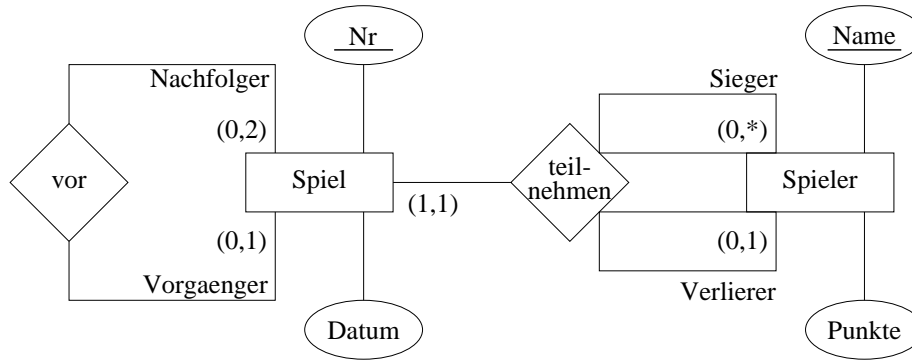 Nr
Name
Nachfolger
Sieger
(0,2)
(0,*)
vor
Spiel
teil-
nehmen
Spieler
(1,1)
(0,1)
(0,1)
Vorgaenger
Verlierer
Datum
Punkte